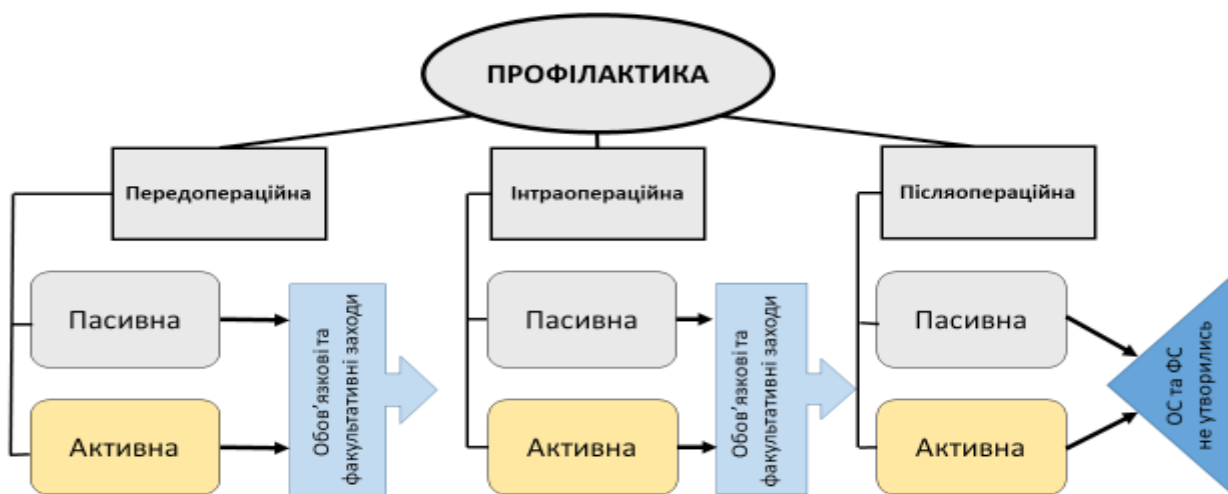 ПРОФІЛАКТИКА
Передопераційна
Інтраопераційна
Післяопераційна
Пасивна
Активна
Обов’язкові та
факультативні заходи
Пасивна
Активна
Обов’язкові та
факультативні заходи
Пасивна
Активна
ОС та ФС
не утворились